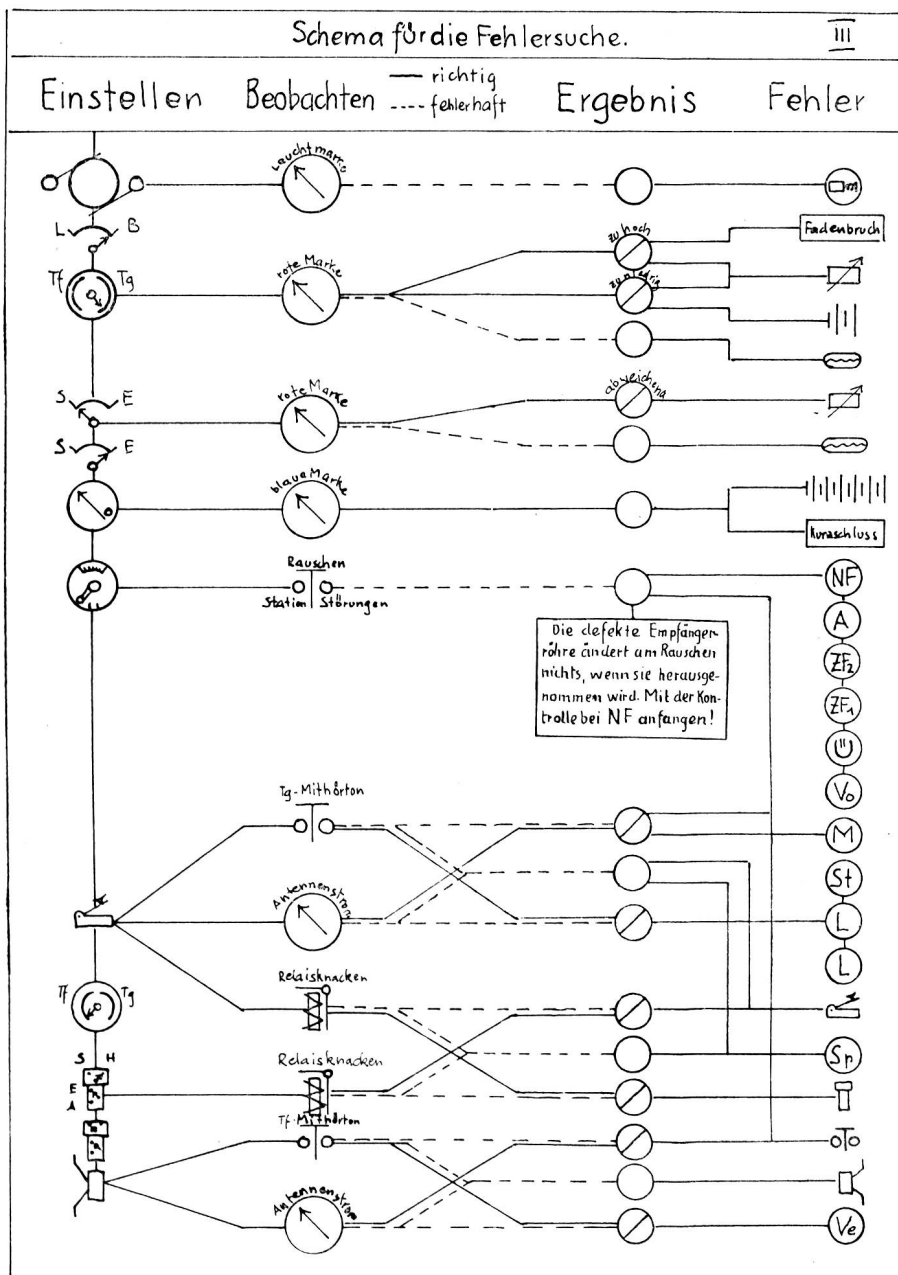 Schema für die Fehlersuche.
III
Einstellen
Beobachten
richtig
fehlerhaft
Ergebnis
Fehler
Leuchtmarke
L
B
zu hoch
Fadenbruch
Tf
Tg
rote Marke
zu niedrig
S
E
rote Marke
abweichend
S
E
blaue Marke
Kurzschluss
Rauschen
Station
Störungen
NF
A
Die defekte Empfänger-
röhre ändert am Rauschen
nichts, wenn sie herausge-
nommen wird. Mit der Kon-
trolle bei NF anfangen!
ZF2
ZF1
Ü
Vo
Tg-Mithörton
M
St
Antennenstrom
L
L
Relaisknacken
Tf
Tg
S
H
Relaisknacken
Sp
E
A
Tf-Mithörton
Antennenstrom
Ve